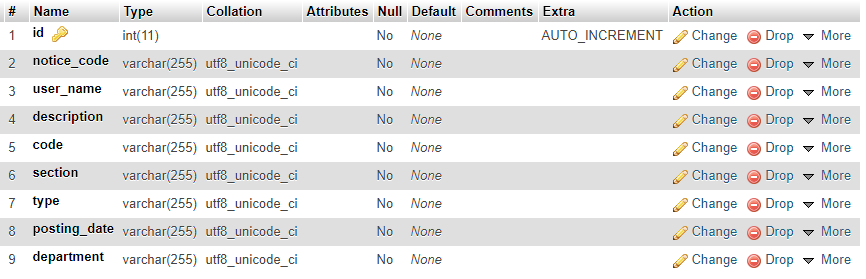 # Name Type Collation Attributes Null Default Comments Extra Action
1 id int(11) No None AUTO_INCREMENT Change Drop More
2 notice_code varchar(255) utf8_unicode_ci No None Change Drop More
3 user_name varchar(255) utf8_unicode_ci No None Change Drop More
4 description varchar(255) utf8_unicode_ci No None Change Drop More
5 code varchar(255) utf8_unicode_ci No None Change Drop More
6 section varchar(255) utf8_unicode_ci No None Change Drop More
7 type varchar(255) utf8_unicode_ci No None Change Drop More
8 posting_date varchar(255) utf8_unicode_ci No None Change Drop More
9 department varchar(255) utf8_unicode_ci No None Change Drop More